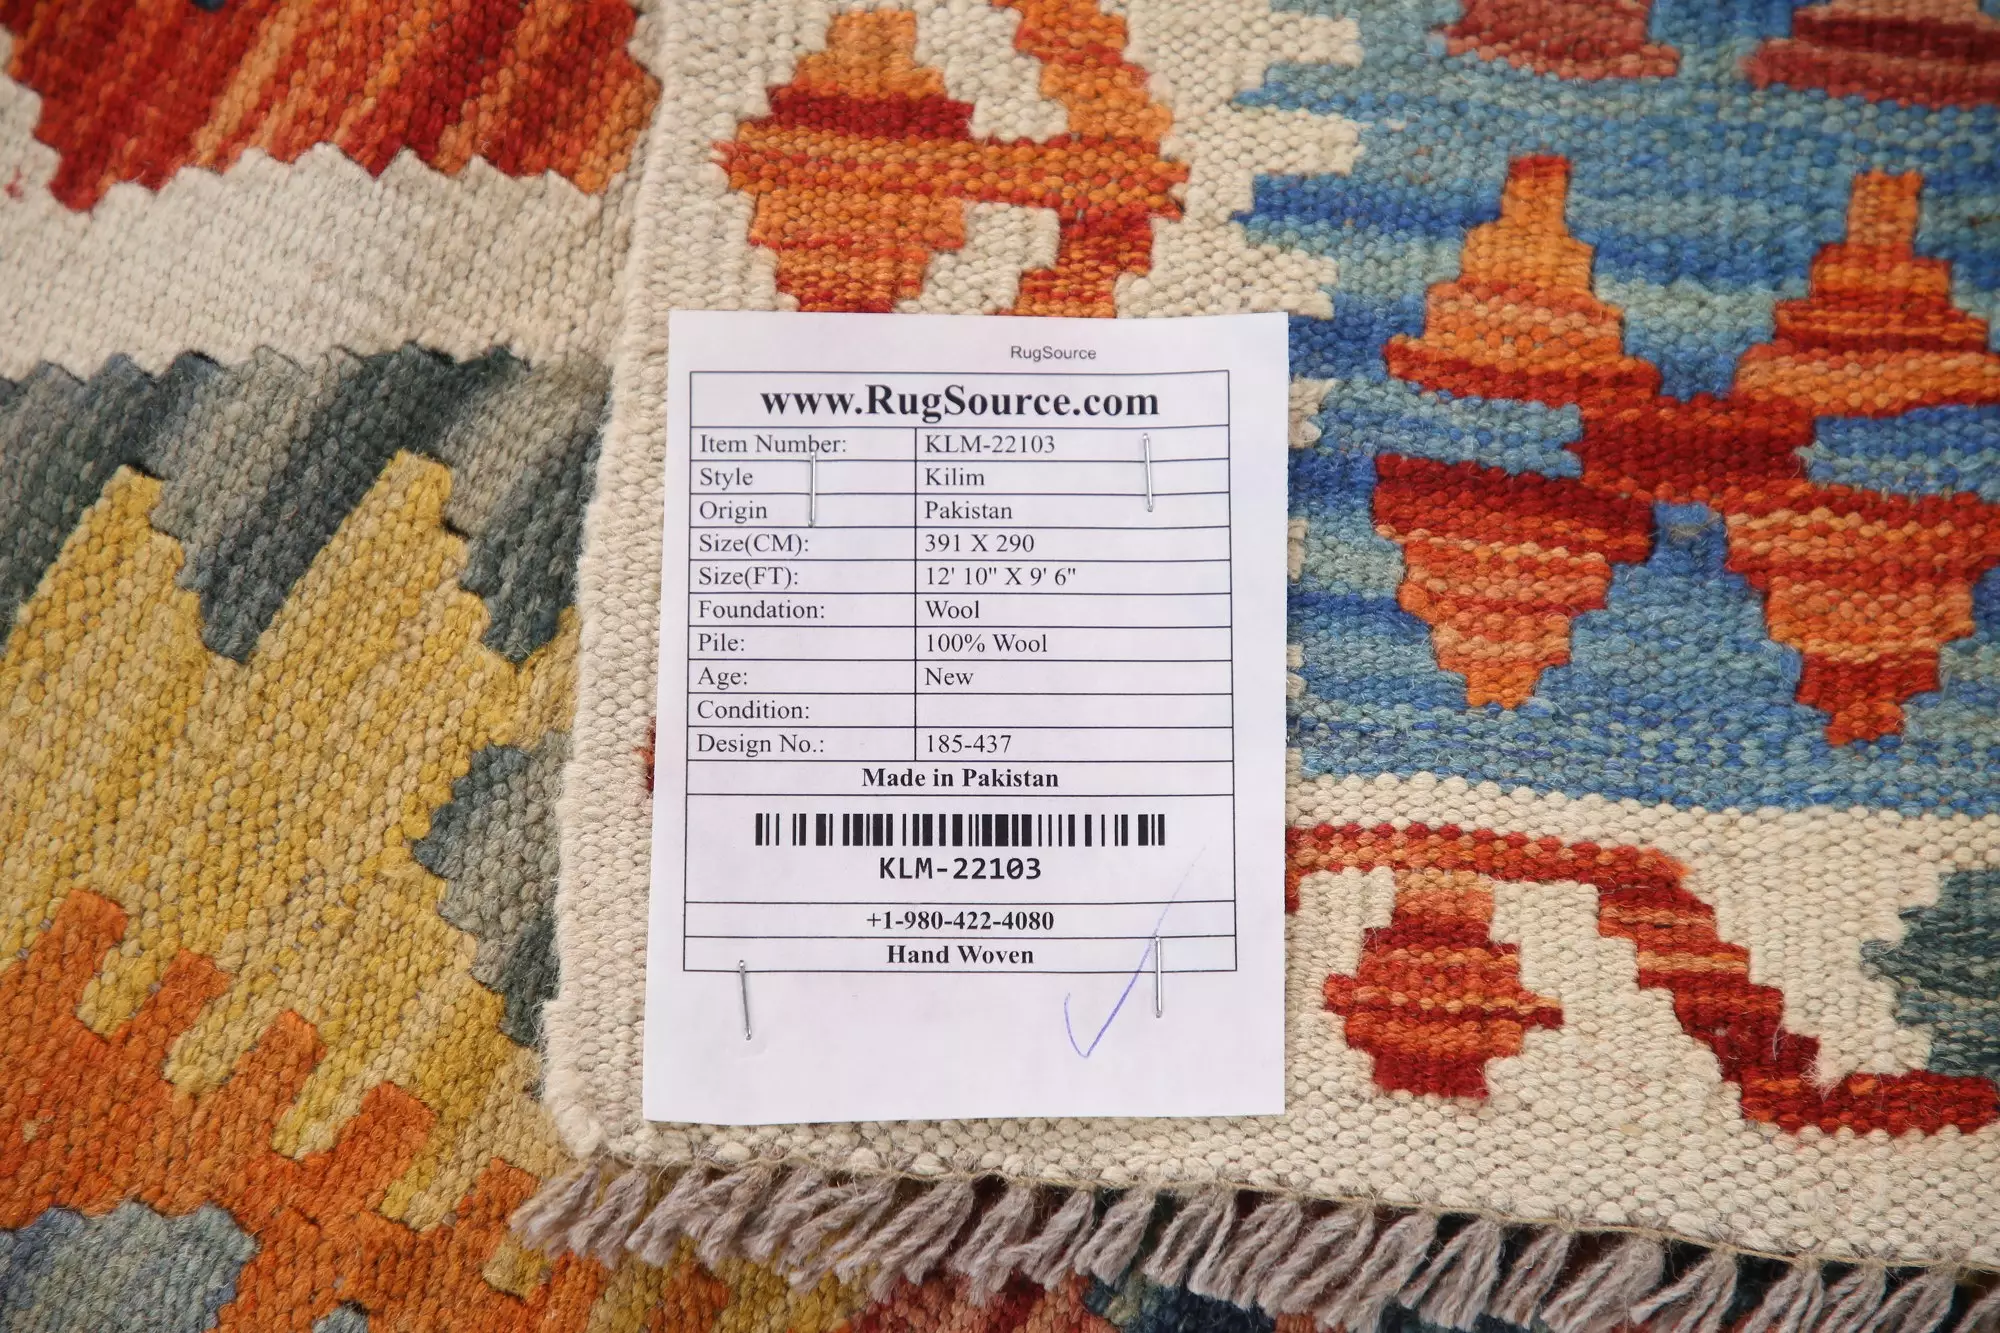 RugSource
www.RugSource.com
Item Number: KLM-22103
Style Kilim
Origin Pakistan
Size(CM): 391 X 290
Size(FT): 12' 10" X 9' 6"
Foundation: Wool
Pile: 100% Wool
Age: New
Condition:
Design No.: 185-437
Made in Pakistan
KLM-22103
+1-980-422-4080
Hand Woven